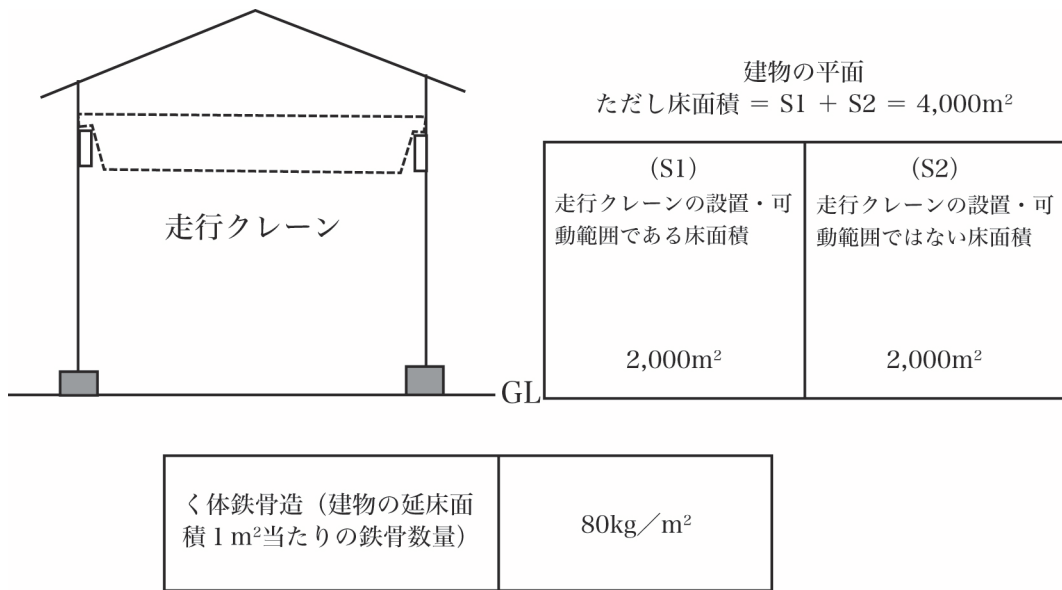 建物の平面
ただし床面積 = S1 + S2 = 4,000m²
走行クレーン
GL
(S1)
走行クレーンの設置・可
動範囲である床面積
2,000m²
(S2)
走行クレーンの設置・可
動範囲ではない床面積
2,000m²
く体鉄骨造(建物の延床面
積1m²当たりの鉄骨数量)
80kg/m²